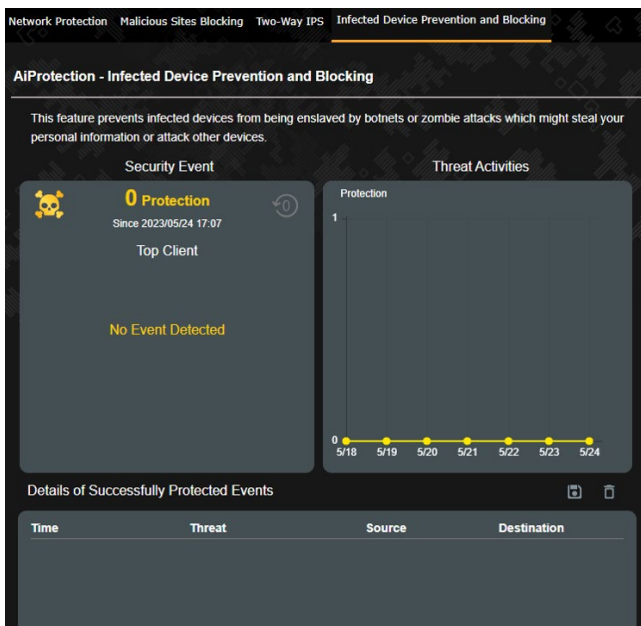 Network Protection Malicious Sites Blocking Two-Way IPS Infected Device Prevention and Blocking
AiProtection - Infected Device Prevention and Blocking
This feature prevents infected devices from being enslaved by botnets or zombie attacks which might steal your
personal information or attack other devices.
Security Event
0 Protection
Since 2023/05/24 17:07
0
Top Client
No Event Detected
Threat Activities
Protection
1
0
5/18 5/19 5/20 5/21 5/22 5/23 5/24
Details of Successfully Protected Events
Time Threat Source Destination